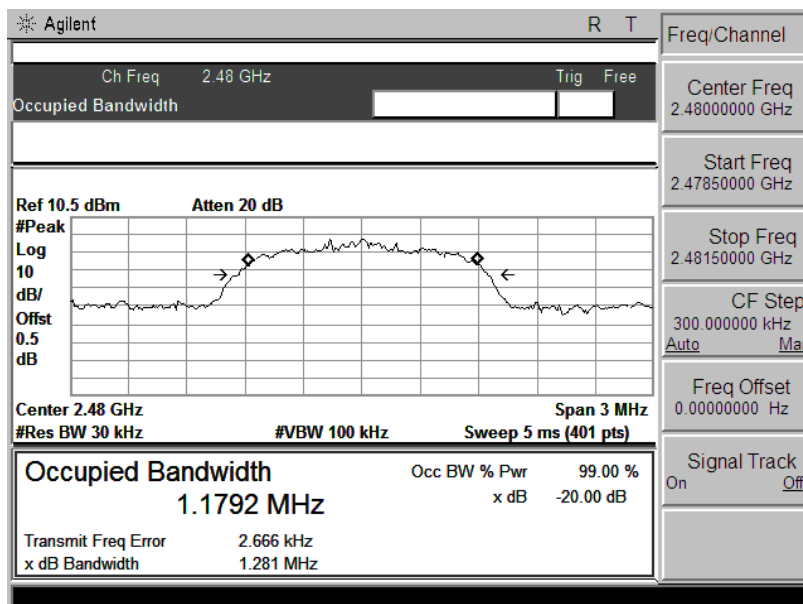 Agilent R T
Freq/Channel
Ch Freq 2.48 GHz Trig Free
Occupied Bandwidth
Center Freq
2.48000000 GHz
Start Freq
2.47850000 GHz
Stop Freq
2.48150000 GHz
CF Step
300.000000 kHz
Auto Ma
Freq Offset
0.00000000 Hz
Signal Track
On Off
Ref 10.5 dBm Atten 20 dB
#Peak
Log
10
dB/
Offst
0.5
dB
Center 2.48 GHz Span 3 MHz
#Res BW 30 kHz #VBW 100 kHz Sweep 5 ms (401 pts)
Occupied Bandwidth Occ BW % Pwr 99.00 %
1.1792 MHz x dB -20.00 dB
Transmit Freq Error 2.666 kHz
x dB Bandwidth 1.281 MHz